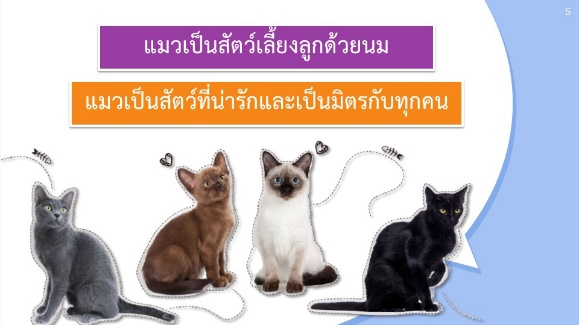 5
แมวเป็นสัตว์เลี้ยงลูกด้วยนม
แมวเป็นสัตว์ที่น่ารักและเป็นมิตรกับทุกคน